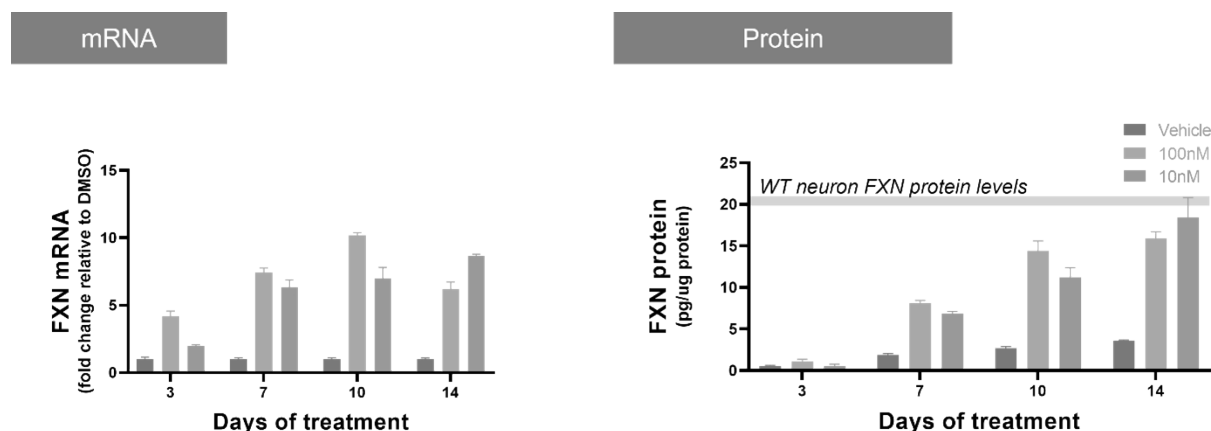 mRNA
FXN mRNA
(fold change relative to DMSO)
15
10
5
0
3 7 10 14
Days of treatment
Protein
Vehicle
100nM
10nM
WT neuron FXN protein levels
FXN protein
(pg/ug protein)
25
20
15
10
5
0
3 7 10 14
Days of treatment